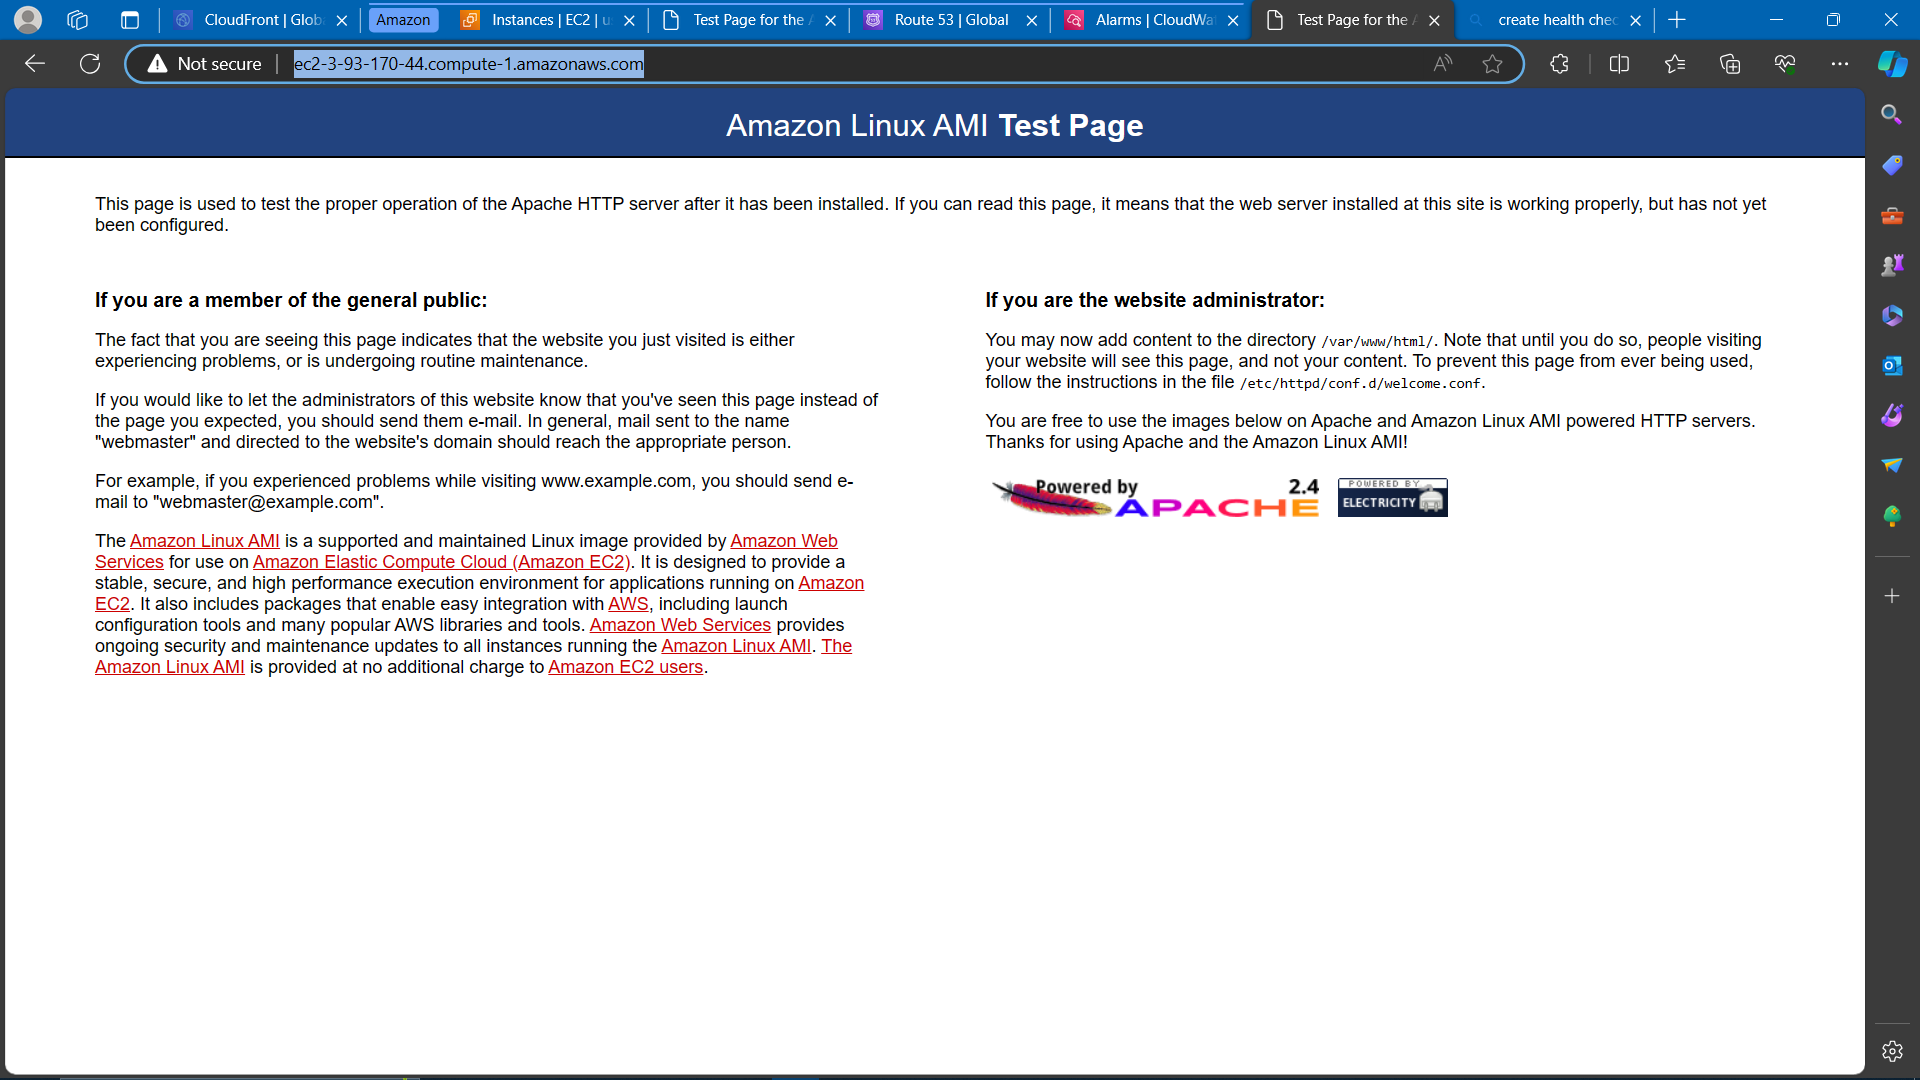 CloudFront | Glob
Amazon
Instances | EC2 | u
Test Page for the A
Route 53 | Global
Alarms | CloudWa
Test Page for the A
create health chec
Not secure
ec2-3-93-170-44.compute-1.amazonaws.com
Amazon Linux AMI Test Page
This page is used to test the proper operation of the Apache HTTP server after it has been installed. If you can read this page, it means that the web server installed at this site is working properly, but has not yet
been configured.
If you are a member of the general public:
The fact that you are seeing this page indicates that the website you just visited is either
experiencing problems, or is undergoing routine maintenance.
If you would like to let the administrators of this website know that you've seen this page instead of
the page you expected, you should send them e-mail. In general, mail sent to the name
"webmaster" and directed to the website's domain should reach the appropriate person.
For example, if you experienced problems while visiting www.example.com, you should send e-
mail to "webmaster@example.com".
The Amazon Linux AMI is a supported and maintained Linux image provided by Amazon Web
Services for use on Amazon Elastic Compute Cloud (Amazon EC2). It is designed to provide a
stable, secure, and high performance execution environment for applications running on Amazon
EC2. It also includes packages that enable easy integration with AWS, including launch
configuration tools and many popular AWS libraries and tools. Amazon Web Services provides
ongoing security and maintenance updates to all instances running the Amazon Linux AMI. The
Amazon Linux AMI is provided at no additional charge to Amazon EC2 users.
If you are the website administrator:
You may now add content to the directory /var/www/html/. Note that until you do so, people visiting
your website will see this page, and not your content. To prevent this page from ever being used,
follow the instructions in the file /etc/httpd/conf.d/welcome.conf.
You are free to use the images below on Apache and Amazon Linux AMI powered HTTP servers.
Thanks for using Apache and the Amazon Linux AMI!
Powered by 2.4
APACHE
POWERED BY
ELECTRICITY